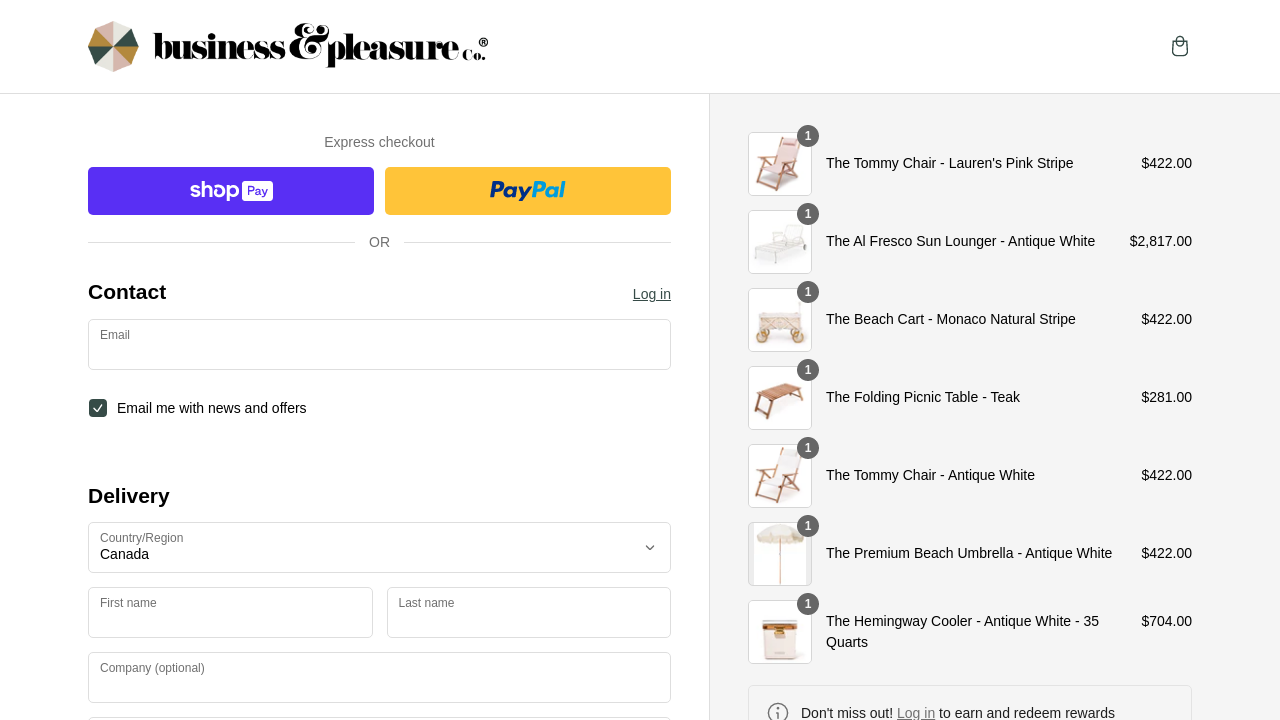 business & pleasure co.®
Express checkout
shop Pay
PayPal
OR
Contact
Log in
Email
Email me with news and offers
Delivery
Country/Region
Canada
First name
Last name
Company (optional)
1
The Tommy Chair - Lauren's Pink Stripe
$422.00
1
The Al Fresco Sun Lounger - Antique White
$2,817.00
1
The Beach Cart - Monaco Natural Stripe
$422.00
1
The Folding Picnic Table - Teak
$281.00
1
The Tommy Chair - Antique White
$422.00
1
The Premium Beach Umbrella - Antique White
$422.00
1
The Hemingway Cooler - Antique White - 35
Quarts
$704.00
Don't miss out! Log in to earn and redeem rewards